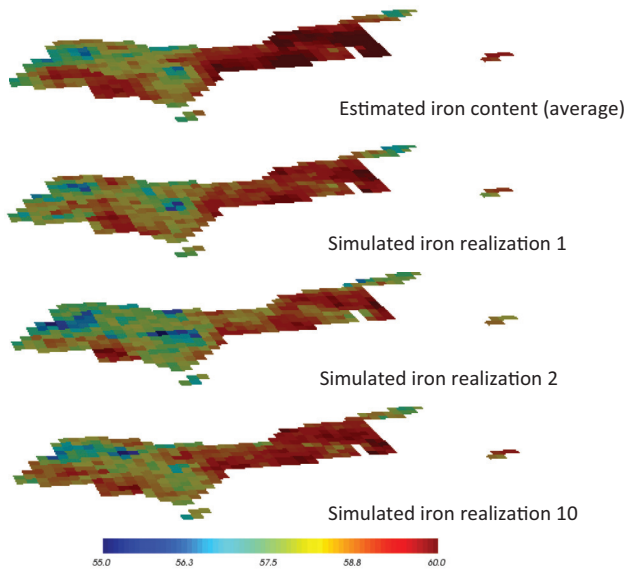 Estimated iron content (average)
Simulated iron realization 1
Simulated iron realization 2
Simulated iron realization 10
55.0 56.3 57.5 58.8 60.0